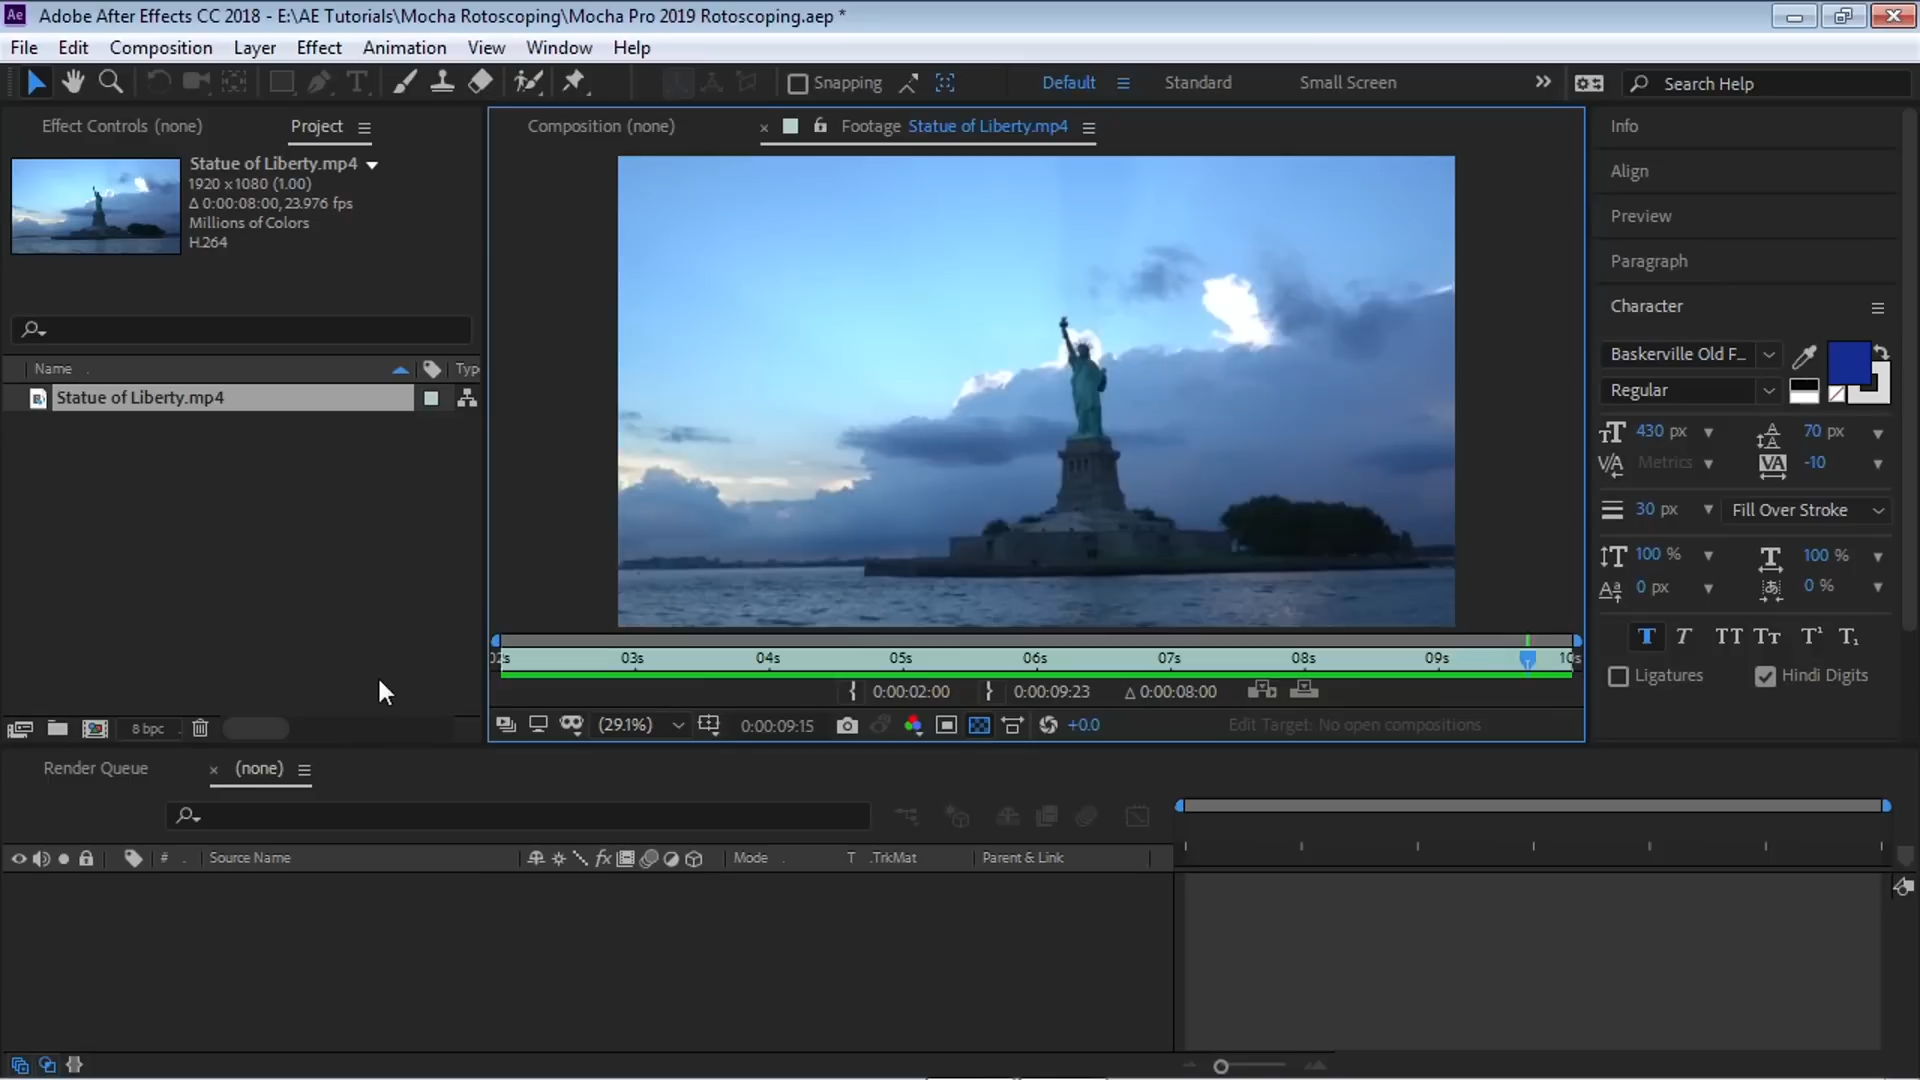 Adobe After Effects CC 2018 - E:\AE Tutorials\Mocha Rotoscoping\Mocha Pro 2019 Rotoscoping.aep *
File Edit Composition Layer Effect Animation View Window Help
Snapping Default Standard Small Screen Search Help
Effect Controls (none) Project
Composition (none) Footage Statue of Liberty.mp4
Statue of Liberty.mp4
1920 x 1080 (1.00)
Δ 0:00:08:00, 23.976 fps
Millions of Colors
H.264
Name Typ
Statue of Liberty.mp4
8 bpc
03s 04s 05s 06s 07s 08s 09s 10s
0:00:02:00 0:00:09:23 Δ 0:00:08:00
(29.1%) 0:00:09:15 +0.0 Edit Target: No open compositions
Info
Align
Preview
Paragraph
Character
Baskerville Old F...
Regular
430 px 70 px
Metrics -10
30 px Fill Over Stroke
100 % 100 %
0 px 0 %
T T TT Tt T¹ T₁
Ligatures Hindi Digits
Render Queue (none)
# Source Name fx Mode T .TrkMat Parent & Link